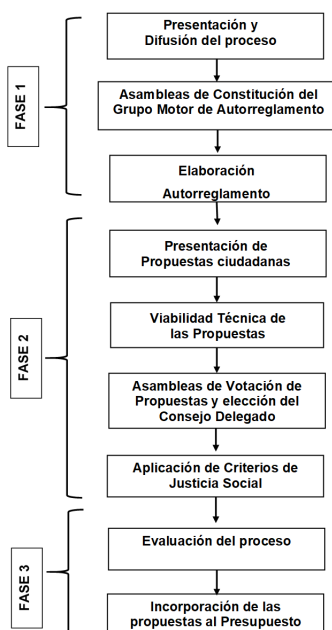 Presentación y
Difusión del proceso
FASE 1
Asambleas de Constitución del
Grupo Motor de Autorreglamento
Elaboración
Autorreglamento
Presentación de
Propuestas ciudadanas
Viabilidad Técnica de
las Propuestas
FASE 2
Asambleas de Votación de
Propuestas y elección del
Consejo Delegado
Aplicación de Criterios de
Justicia Social
Evaluación del proceso
FASE 3
Incorporación de las
propuestas al Presupuesto